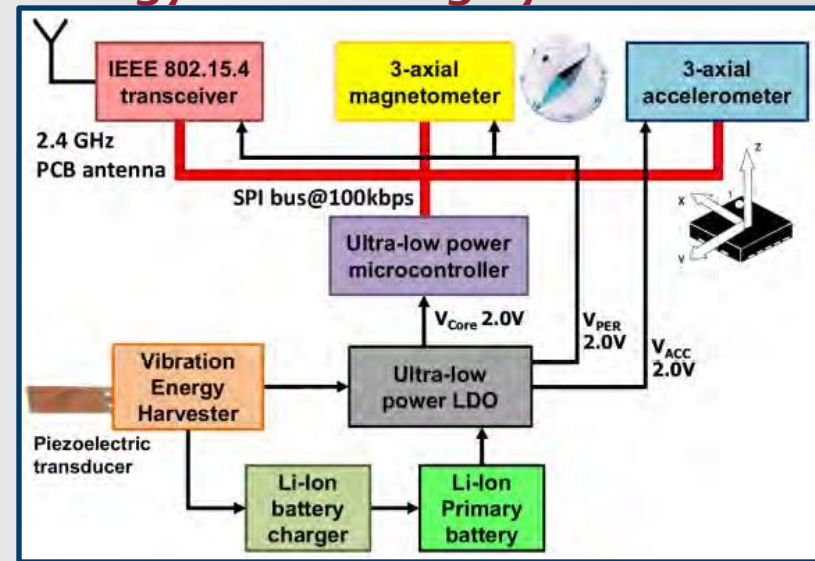 IEEE 802.15.4
transceiver
3-axial
magnetometer
3-axial
accelerometer
2.4 GHz
PCB antenna
SPI bus@100kbps
Z
X
Y
1
Ultra-low power
microcontroller
V_Core 2.0V
V_PER
2.0V
V_ACC
2.0V
Vibration
Energy
Harvester
Ultra-low
power LDO
Piezoelectric
transducer
Li-Ion
battery
charger
Li-Ion
Primary
battery